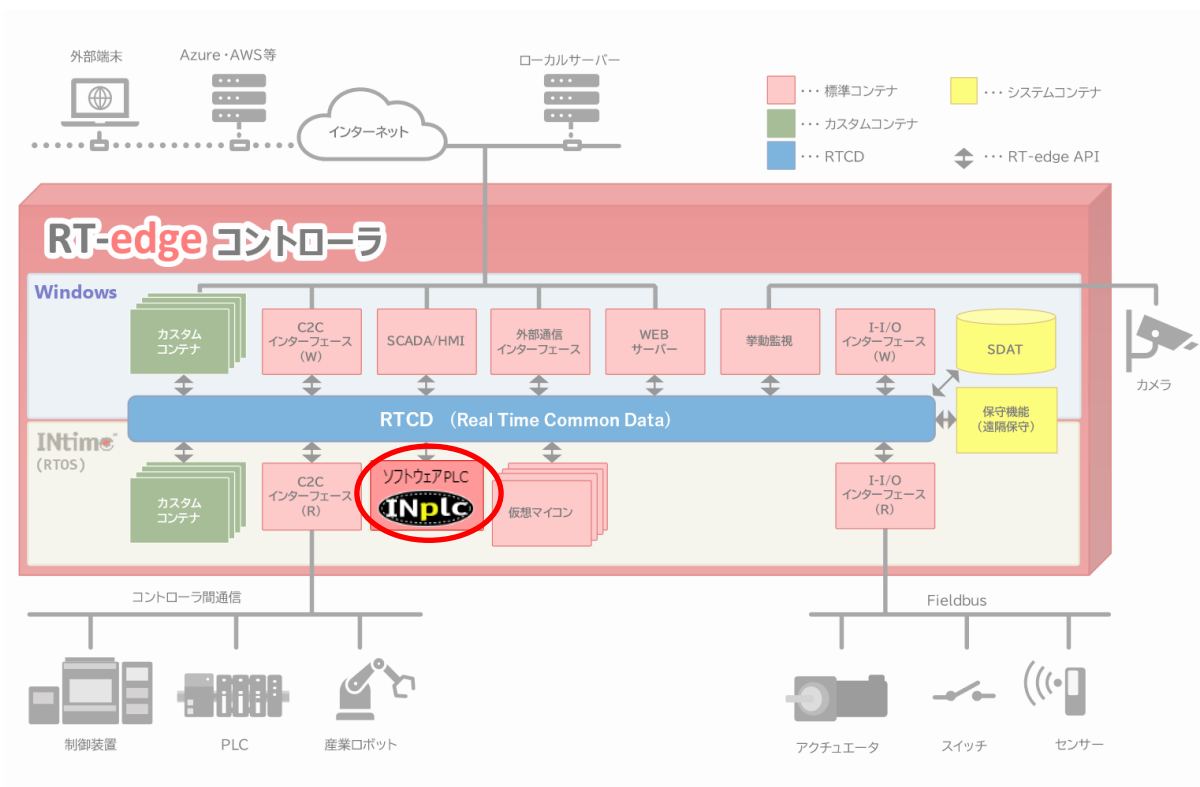 外部端末
Azure・AWS等
ローカルサーバー
インターネット
・・・標準コンテナ
・・・システムコンテナ
・・・カスタムコンテナ
・・・RTCD
・・・RT-edge API
RT-edge コントローラ
Windows
カスタム
コンテナ
C2C
インターフェース
(W)
SCADA/HMI
外部通信
インターフェース
WEB
サーバー
挙動監視
I-I/O
インターフェース
(W)
SDAT
カメラ
RTCD (Real Time Common Data)
保守機能
(遠隔保守)
INtime
(RTOS)
カスタム
コンテナ
C2C
インターフェース
(R)
ソフトウェアPLC
INplc
仮想マイコン
I-I/O
インターフェース
(R)
コントローラ間通信
Fieldbus
制御装置
PLC
産業ロボット
アクチュエータ
スイッチ
センサー